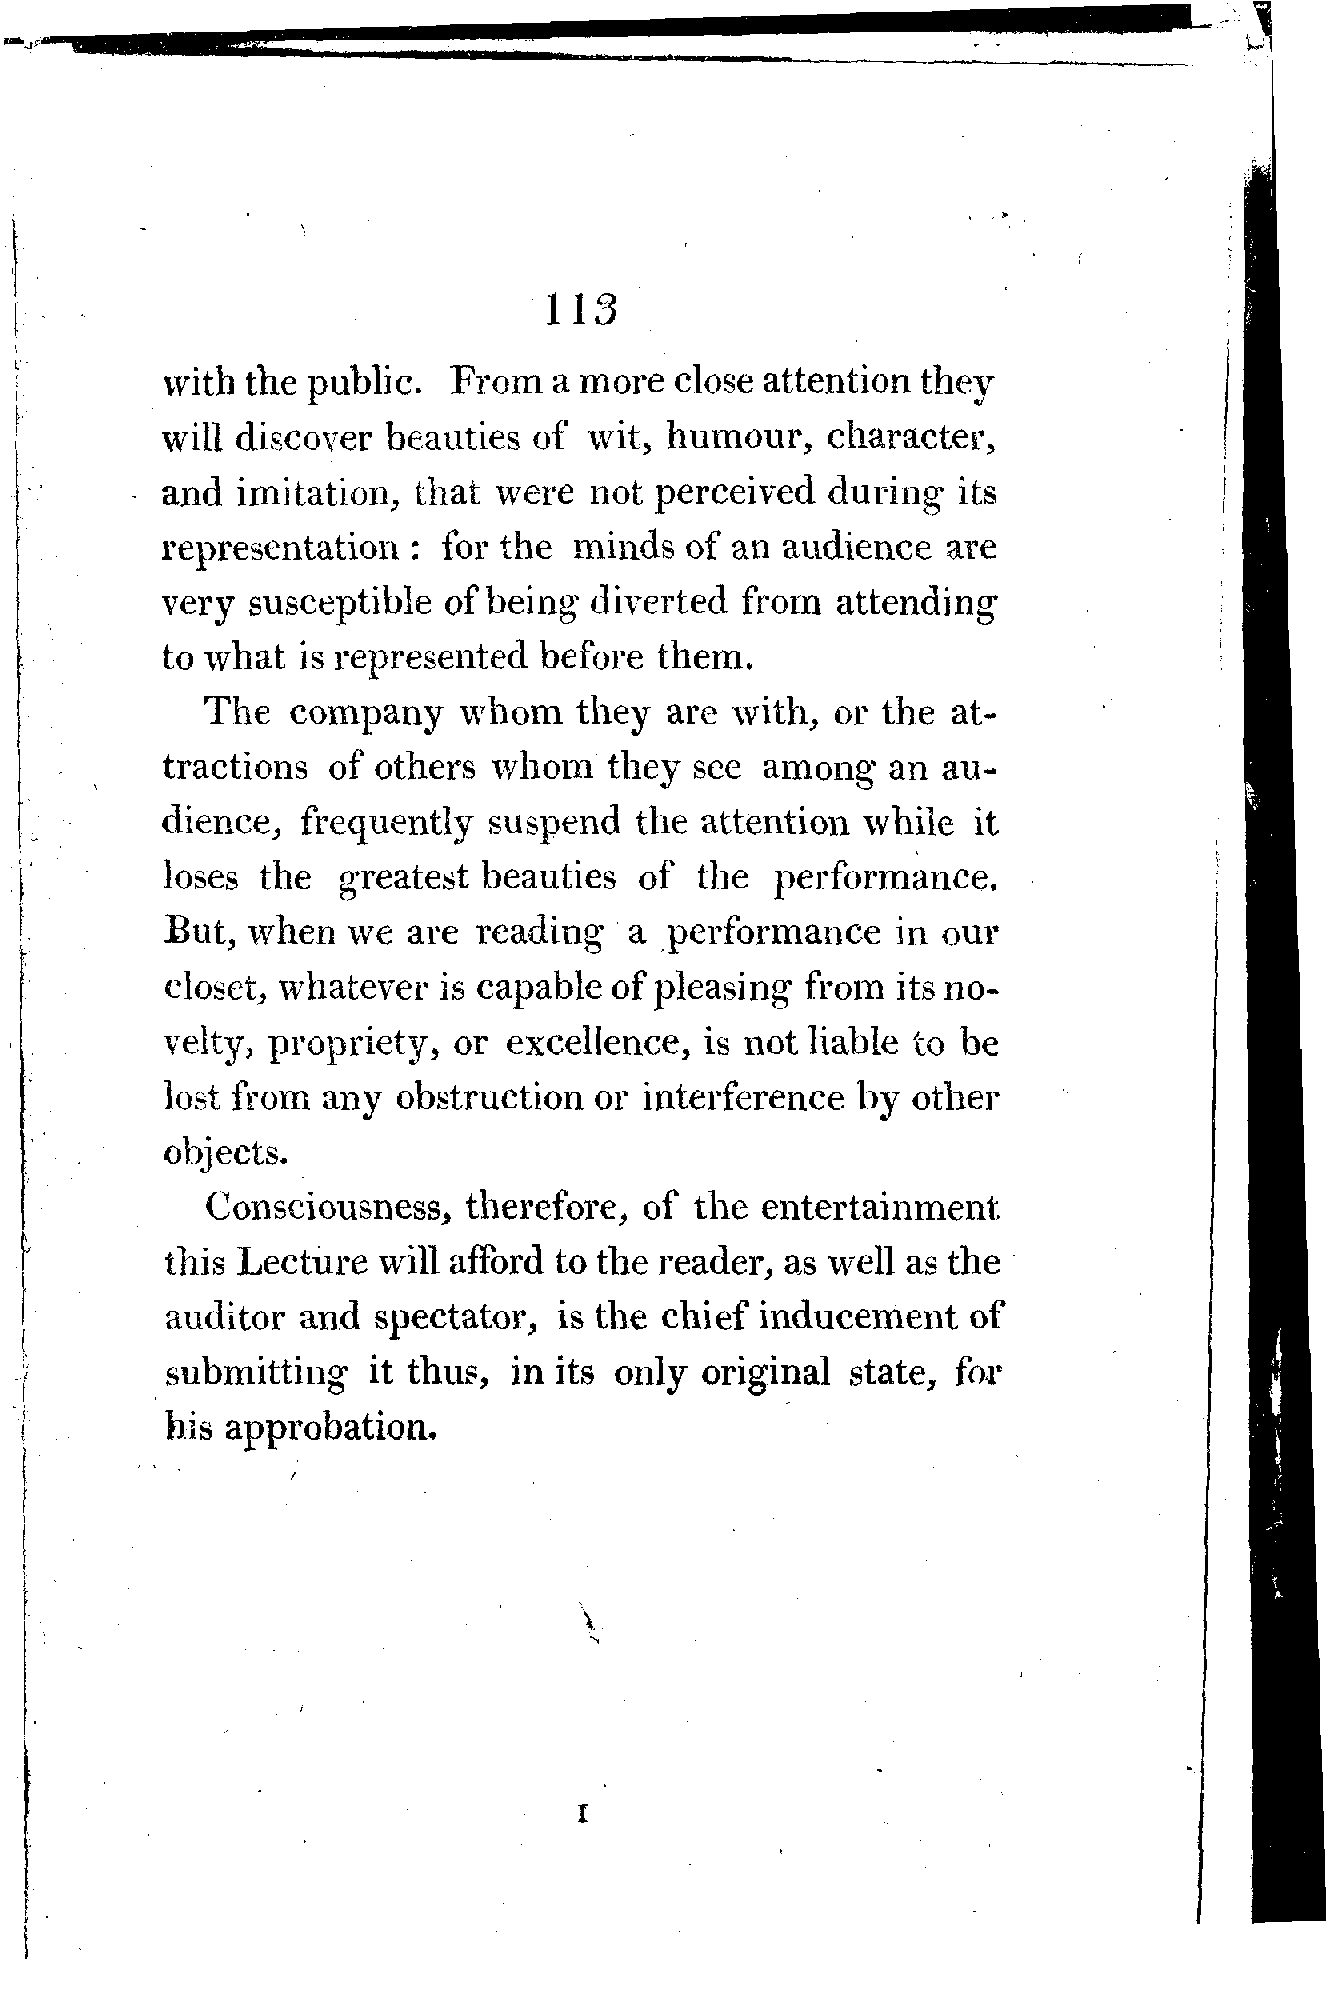 113
with the public. From a more close attention they
will discover beauties of wit, humour, character,
and imitation, that were not perceived during its
representation : for the minds of an audience are
very susceptible of being diverted from attending
to what is represented before them.
The company whom they are with, or the at-
tractions of others whom they see among an au-
dience, frequently suspend the attention while it
loses the greatest beauties of the performance.
But, when we are reading a performance in our
closet, whatever is capable of pleasing from its no-
velty, propriety, or excellence, is not liable to be
lost from any obstruction or interference by other
objects.
Consciousness, therefore, of the entertainment
this Lecture will afford to the reader, as well as the
auditor and spectator, is the chief inducement of
submitting it thus, in its only original state, for
his approbation.
I